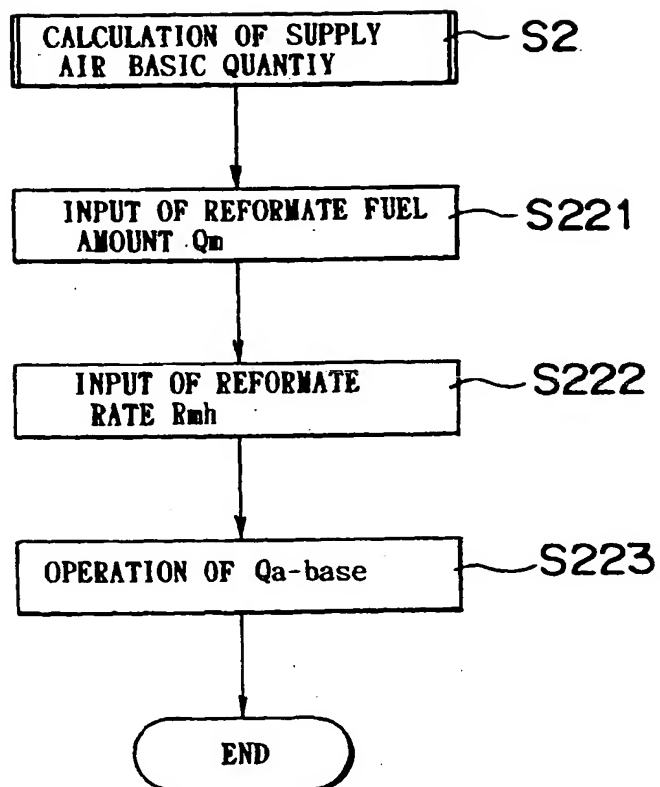 CALCULATION OF SUPPLY
AIR BASIC QUANTIY
S2
INPUT OF REFORMATE FUEL
AMOUNT Qm
S221
INPUT OF REFORMATE
RATE Rmh
S222
OPERATION OF Qa-base
S223
END